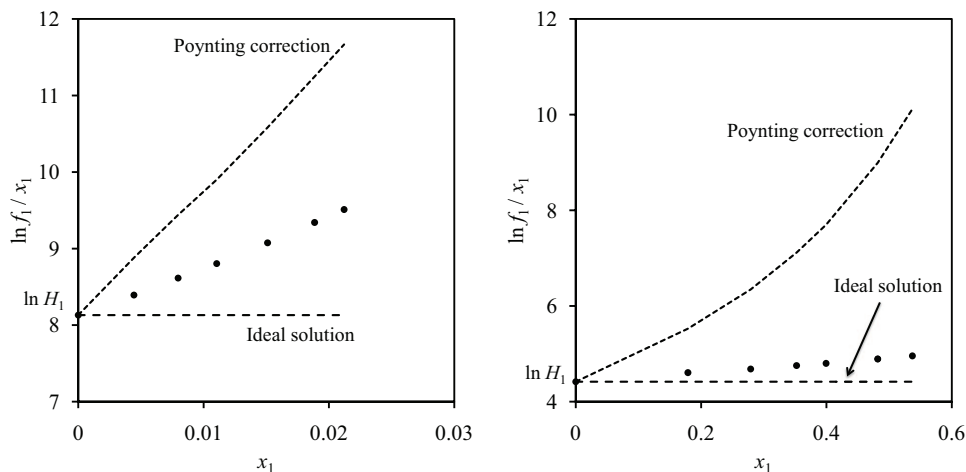 12
11
10
9
8
7
ln f₁ / x₁
ln H₁
Poynting correction
Ideal solution
0
0.01
0.02
0.03
x₁
12
10
8
6
4
ln f₁ / x₁
ln H₁
Poynting correction
Ideal solution
0
0.2
0.4
0.6
x₁